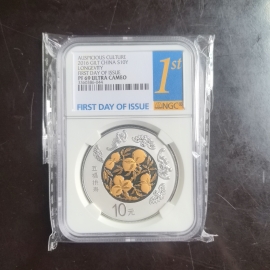 AUSPICIOUS CULTURE
2016 GILT CHINA S10Y
LONGEVITY
FIRST DAY OF ISSUE
PF 69 ULTRA CAMEO
1st
FIRST DAY OF ISSUE
NGC
10元